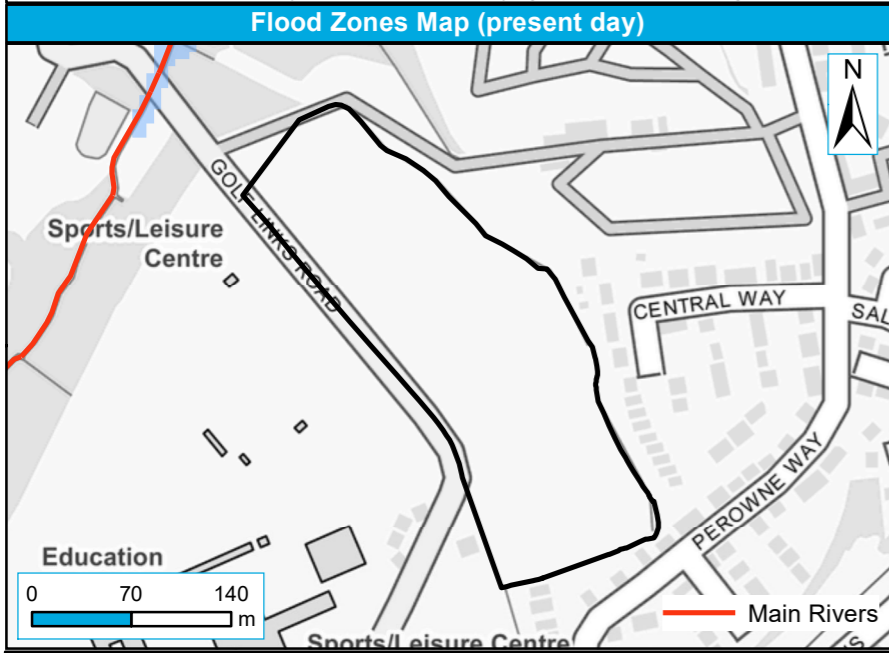 Flood Zones Map (present day)
N
GOLF LINKS ROAD
Sports/Leisure
Centre
CENTRAL WAY
SAL
PEROWNE WAY
Education
0 70 140
m
Main Rivers
Sports/Leisure Centre
S